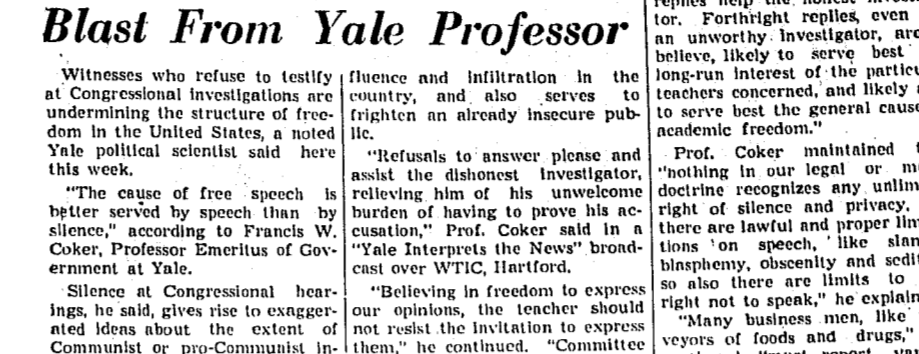 Blast From Yale Professor
Witnesses who refuse to testify
at Congressional investigations are
undermining the structure of free-
dom in the United States, a noted
Yale political scientist said here
this week.
"The cause of free speech is
better served by speech than by
silence," according to Francis W.
Coker, Professor Emeritus of Gov-
ernment at Yale.
Silence at Congressional hear-
ings, he said, gives rise to exagger-
ated ideas about the extent of
Communist or pro-Communist in-
fluence and infiltration in the
country, and also serves to
frighten an already insecure pub-
lic.
"Refusals to answer please and
assist the dishonest investigator,
relieving him of his unwelcome
burden of having to prove his ac-
cusation," Prof. Coker said in a
"Yale Interprets the News" broad-
cast over WTIC, Hartford.
"Believing in freedom to express
our opinions, the teacher should
not resist the invitation to express
them," he continued. "Committee
replies help the honest
tor. Forthright replies, even
an unworthy investigator, are
believe, likely to serve best
long-run interest of the
teachers concerned, and likely
to serve best the general cause
academic freedom."
Prof. Coker maintained
"nothing in our legal or
doctrine recognizes any
right of silence and privacy.
there are lawful and proper
tions on speech, like
blasphemy, obscenity and
so also there are limits to
right not to speak," he
"Many business men, like
veyors of foods and drugs,"